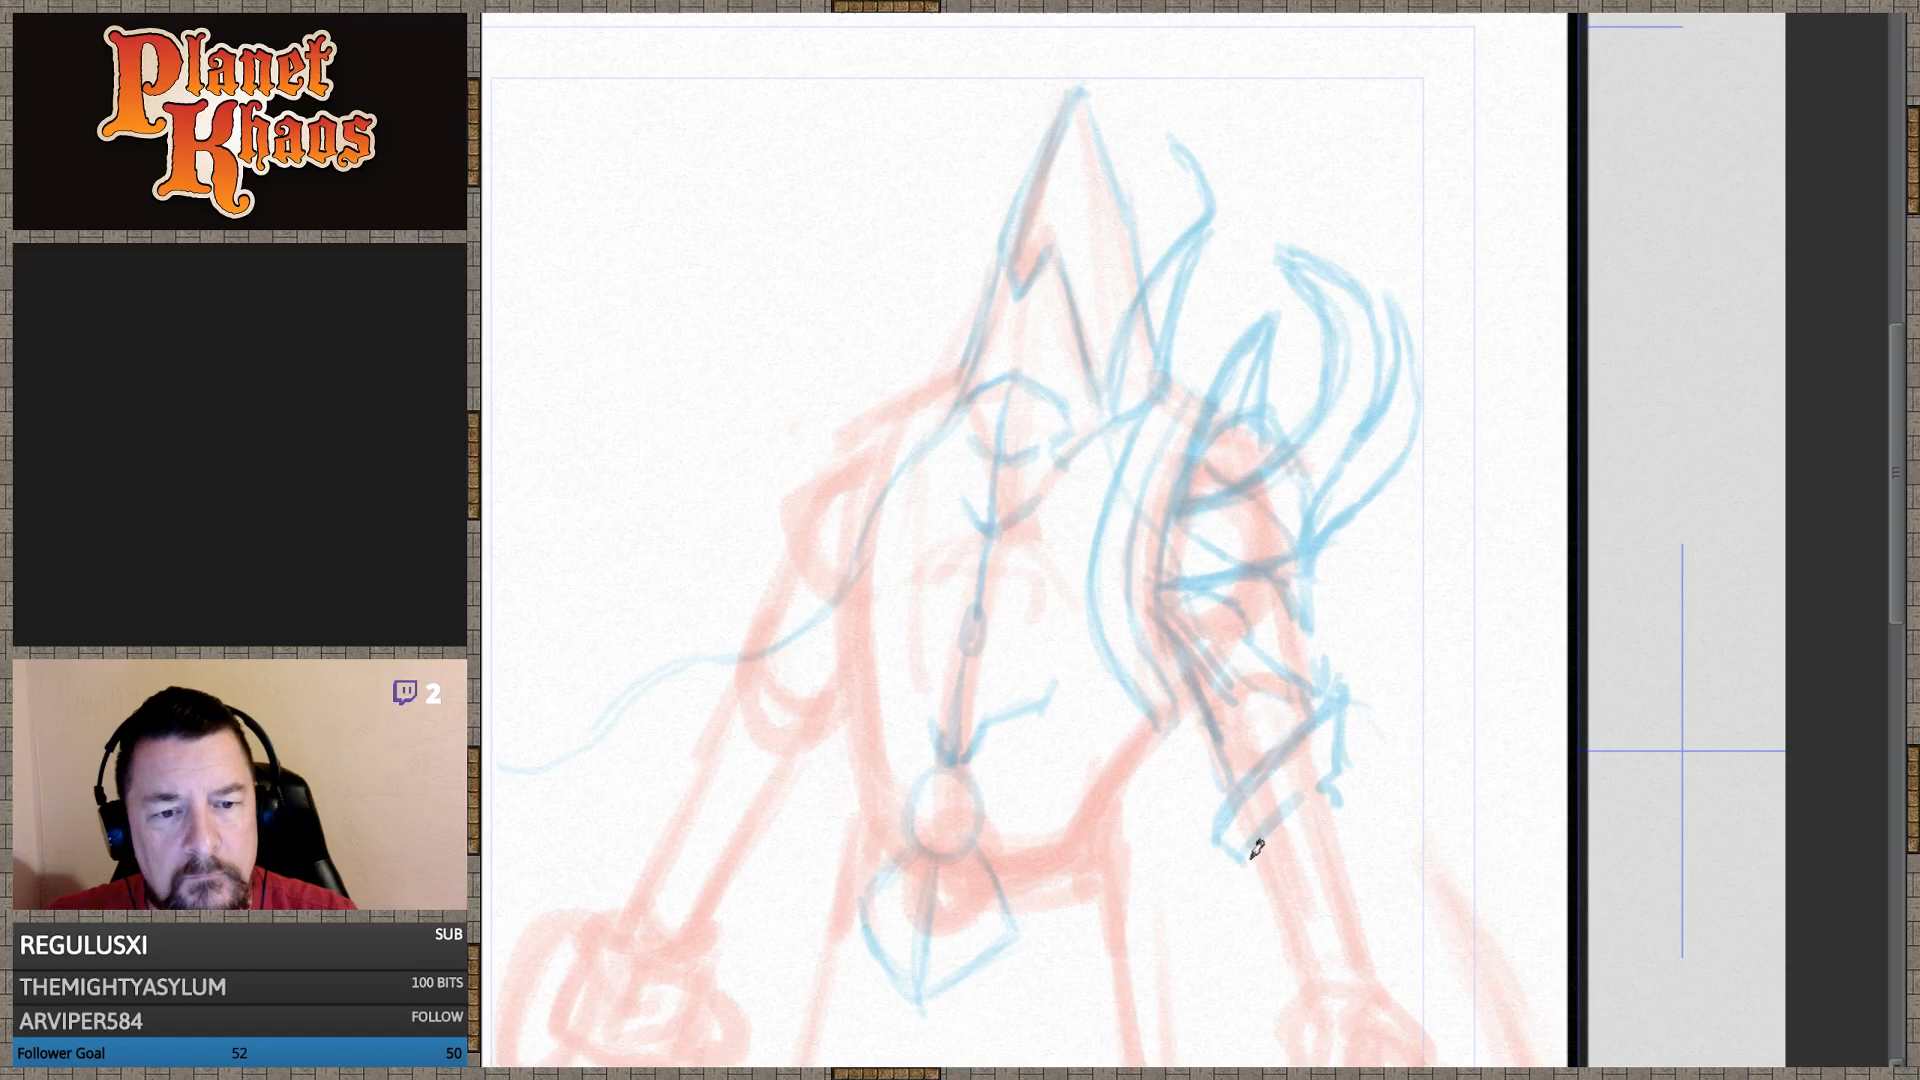 Planet
Khaos
2
REGULUSXI SUB
THEMIGHTYASYLUM 100 BITS
ARVIPER584 FOLLOW
Follower Goal 52 50